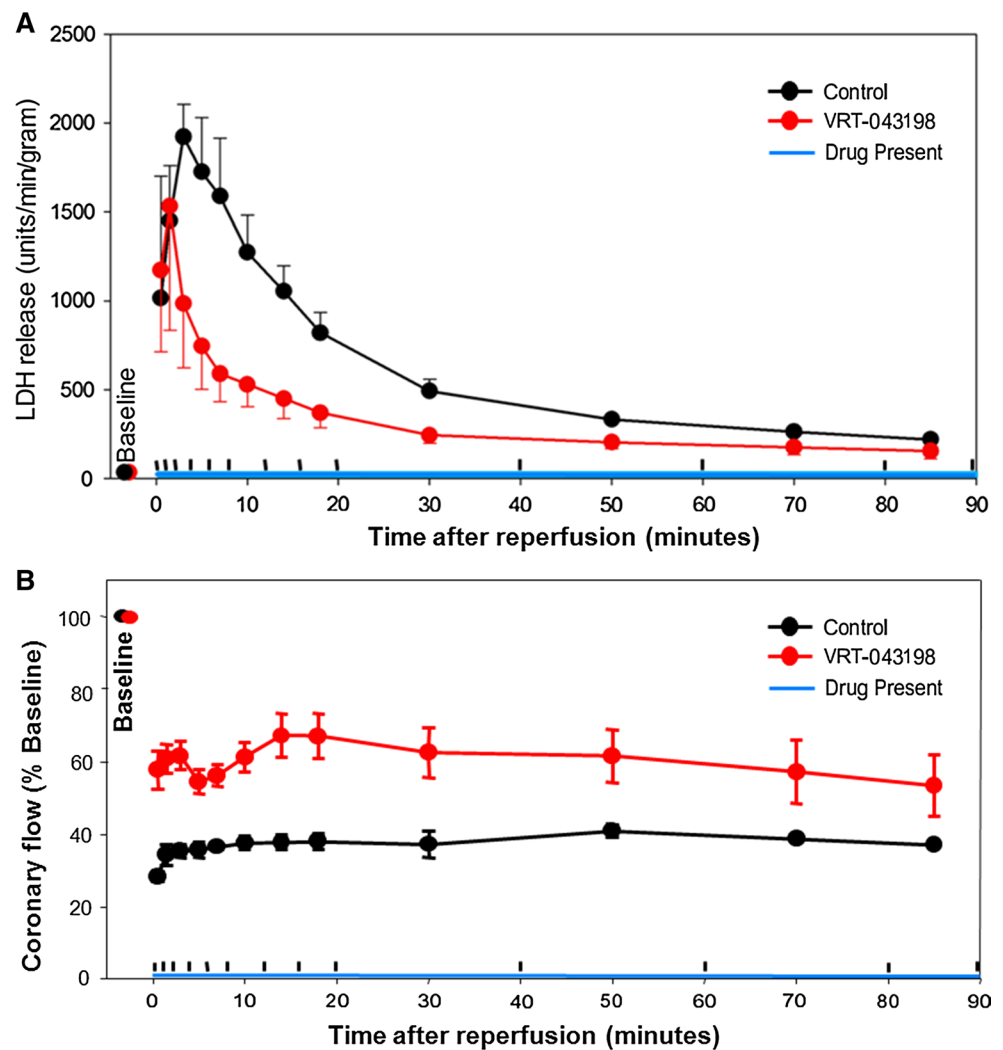 A
2500
2000
1500
1000
500
0
LDH release (units/min/gram)
Baseline
Control
VRT-043198
Drug Present
0 10 20 30 40 50 60 70 80 90
Time after reperfusion (minutes)
B
100
80
60
40
20
0
Coronary flow (% Baseline)
Baseline
Control
VRT-043198
Drug Present
0 10 20 30 40 50 60 70 80 90
Time after reperfusion (minutes)